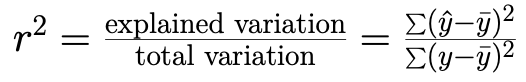 r² = explained variation / total variation = Σ(ŷ−ȳ)² / Σ(y−ȳ)²